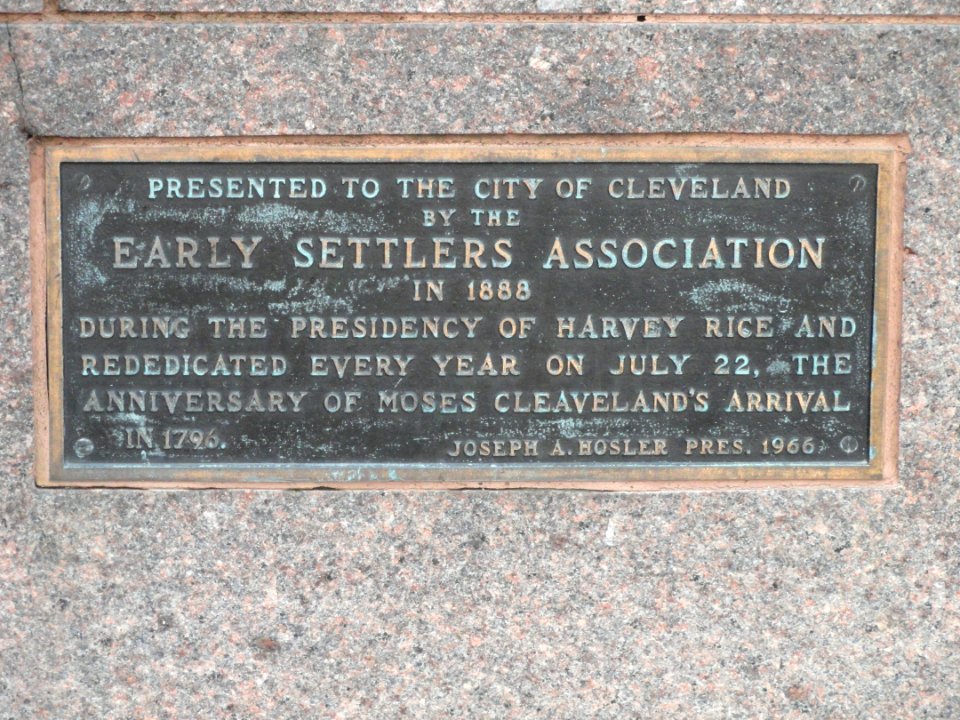 PRESENTED TO THE CITY OF CLEVELAND
BY THE
EARLY SETTLERS ASSOCIATION
IN 1888
DURING THE PRESIDENCY OF HARVEY RICE AND
REDEDICATED EVERY YEAR ON JULY 22, THE
ANNIVERSARY OF MOSES CLEAVELAND'S ARRIVAL
IN 1796. JOSEPH A. HOSLER PRES. 1966